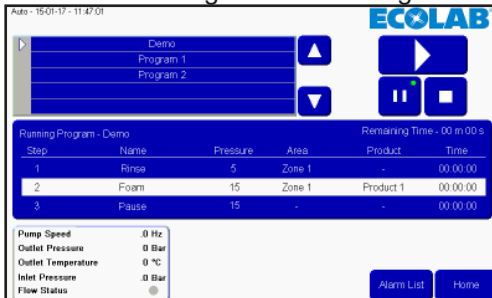 Auto - 15-01-17 - 11:47:01
ECOLAB
Demo
Program 1
Program 2
Running Program - Demo Remaining Time - 00 m 00 s
Step Name Pressure Area Product Time
1 Rinse 5 Zone 1 - 00:00:00
2 Foam 15 Zone 1 Product 1 00:00:00
3 Pause 15 - - 00:00:00
Pump Speed .0 Hz
Outlet Pressure 0 Bar
Outlet Temperature 0 °C
Inlet Pressure .0 Bar
Flow Status
Alarm List Home